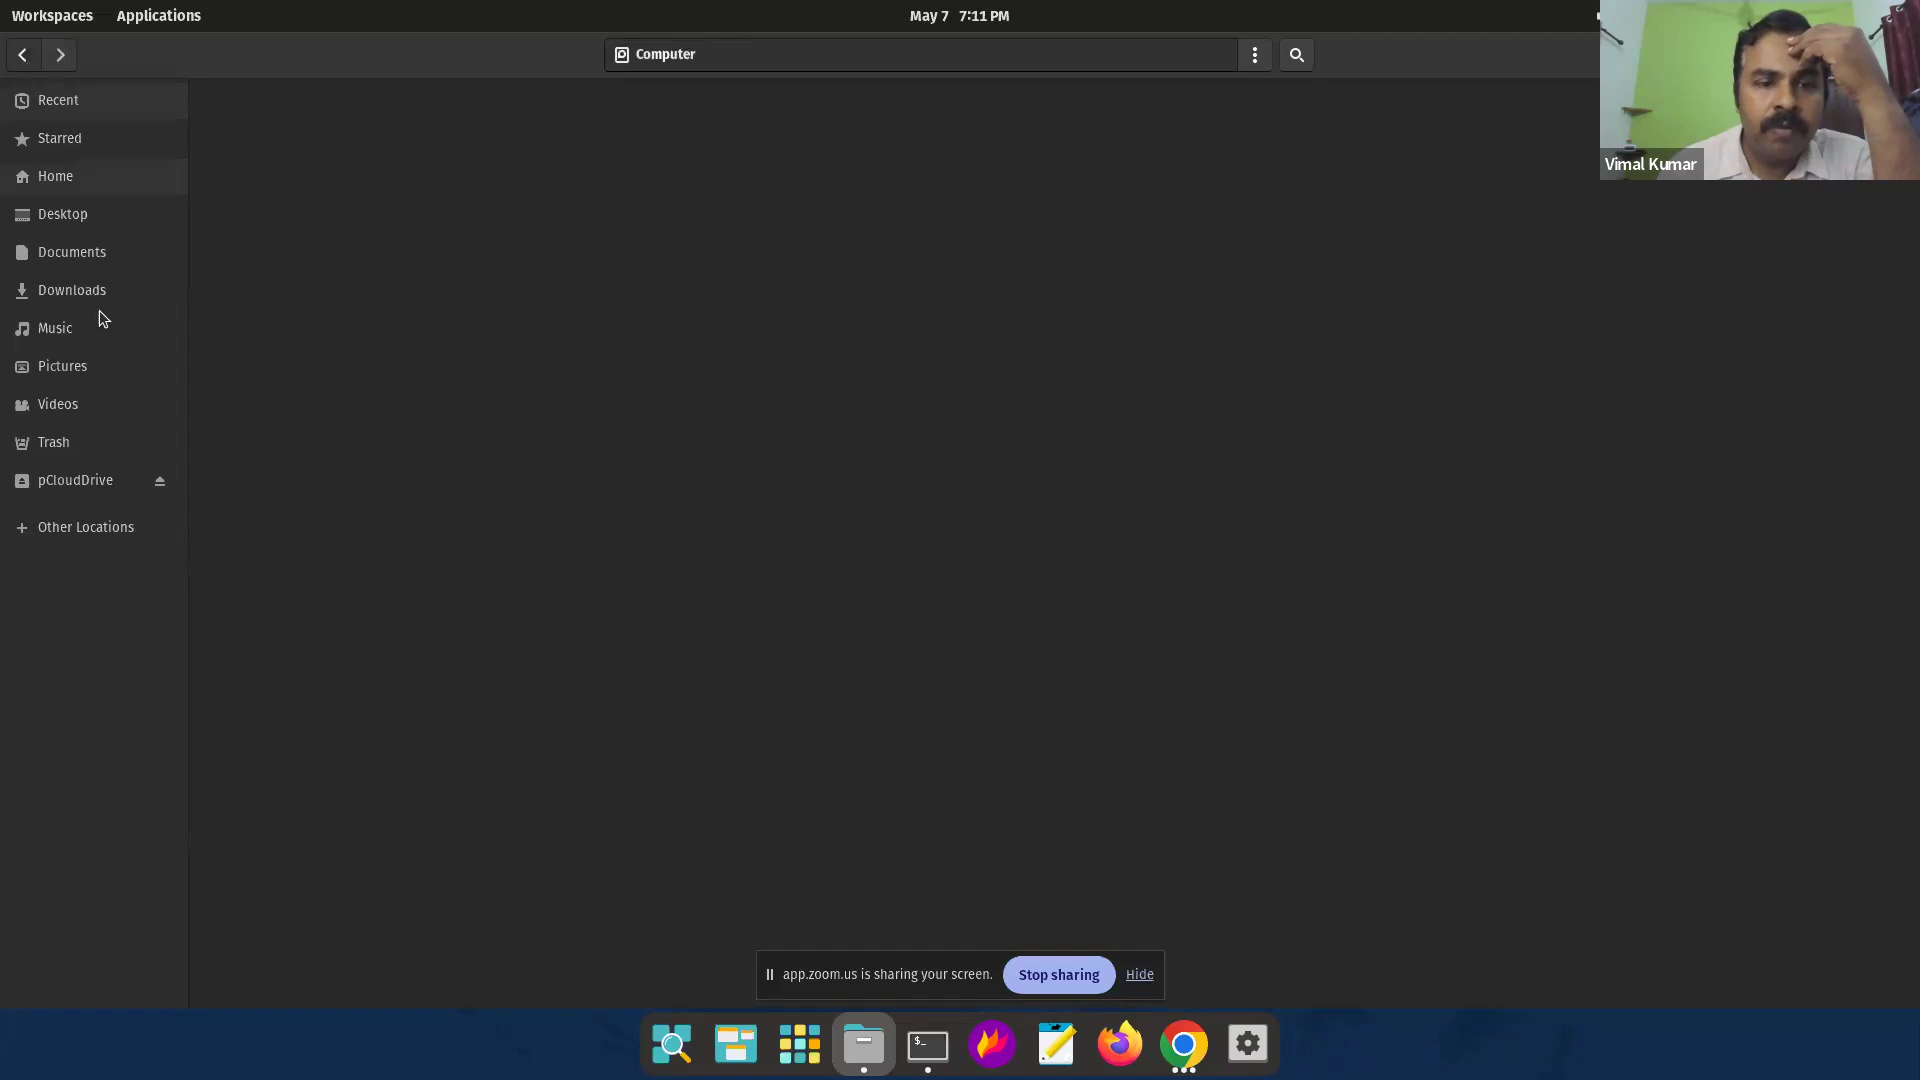 Workspaces Applications May 7 7:11 PM
Computer
Recent
Starred
Home
Desktop
Documents
Downloads
Music
Pictures
Videos
Trash
pCloudDrive
Other Locations
Vimal Kumar
app.zoom.us is sharing your screen. Stop sharing Hide
$_